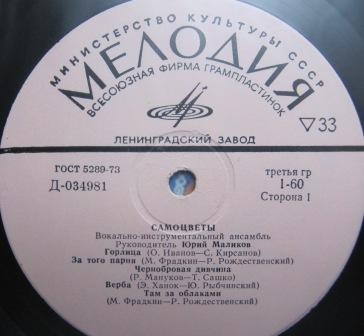 МИНИСТЕРСТВО КУЛЬТУРЫ СССР
МЕЛОДИЯ
ВСЕСОЮЗНАЯ ФИРМА ГРАМПЛАСТИНОК
▽33
ЛЕНИНГРАДСКИЙ ЗАВОД
ГОСТ 5289-73
Д-034981
третья гр
1-60
Сторона 1
САМОЦВЕТЫ
Вокально-инструментальный ансамбль
Руководитель Юрий Маликов
Горлица (О. Иванов—С. Кирсанов)
За того парня (М. Фрадкин—Р. Рождественский)
Чернобровая дивчина
(Р. Мануков—Т. Сашко)
Верба (Э. Ханок—Ю. Рыбчинский)
Там за облаками
(М. Фрадкин—Р. Рождественский)